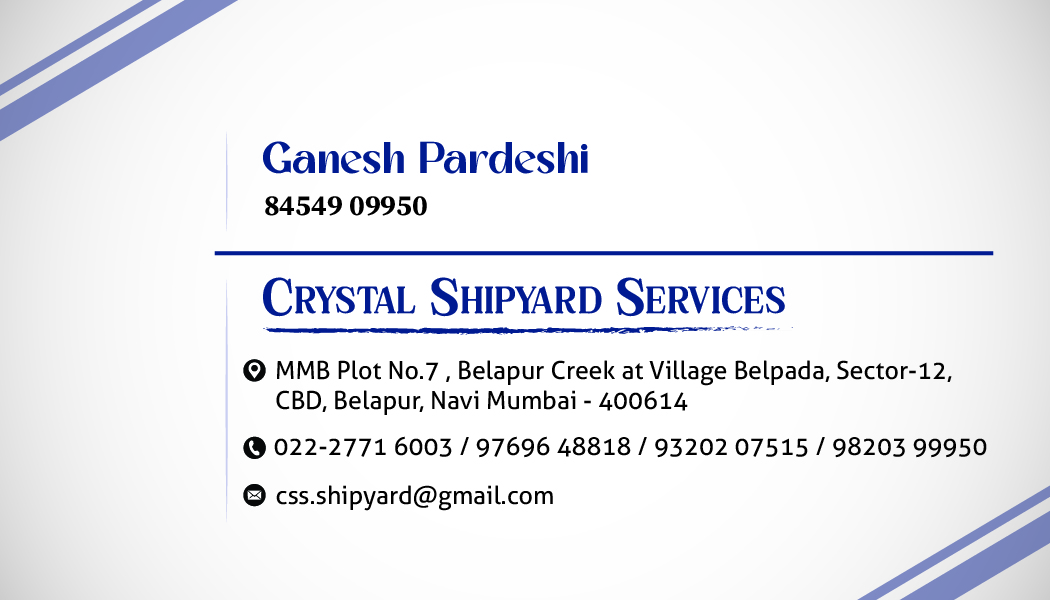 Ganesh Pardeshi
84549 09950
CRYSTAL SHIPYARD SERVICES
MMB Plot No.7 , Belapur Creek at Village Belpada, Sector-12,
CBD, Belapur, Navi Mumbai - 400614
022-2771 6003 / 97696 48818 / 93202 07515 / 98203 99950
css.shipyard@gmail.com